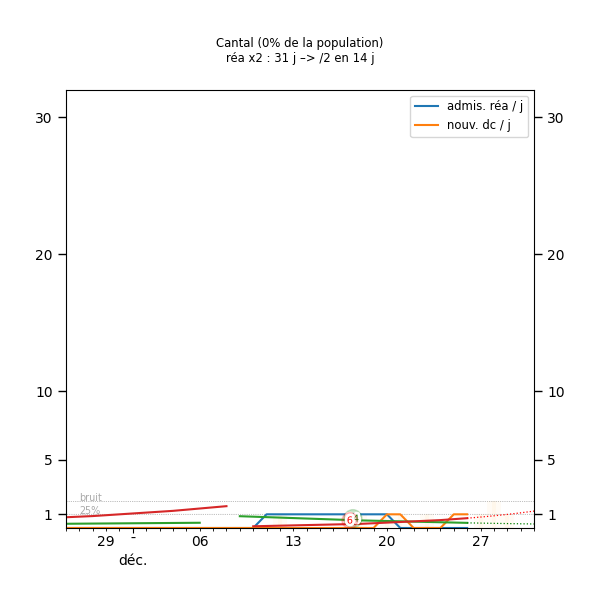 Cantal (0% de la population)
réa x2 : 31 j –> /2 en 14 j
admis. réa / j
nouv. dc / j
30 30
20 20
10 10
5 5
bruit
25%
1 1
29 - 06 13 20 27
déc.